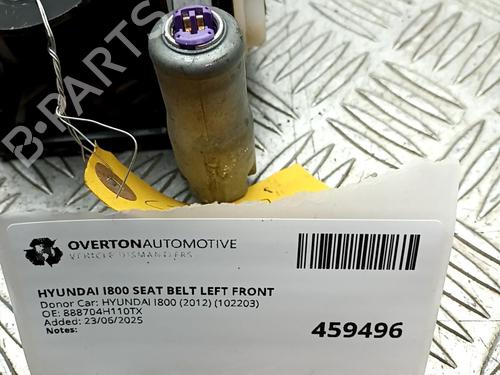 B-PARTS
OVERTONAUTOMOTIVE
VEHICLE DISMANTLERS
HYUNDAI I800 SEAT BELT LEFT FRONT
Donor Car: HYUNDAI I800 (2012) (102203)
OE: 888704H110TX
Added: 23/06/2025
Notes:
459496